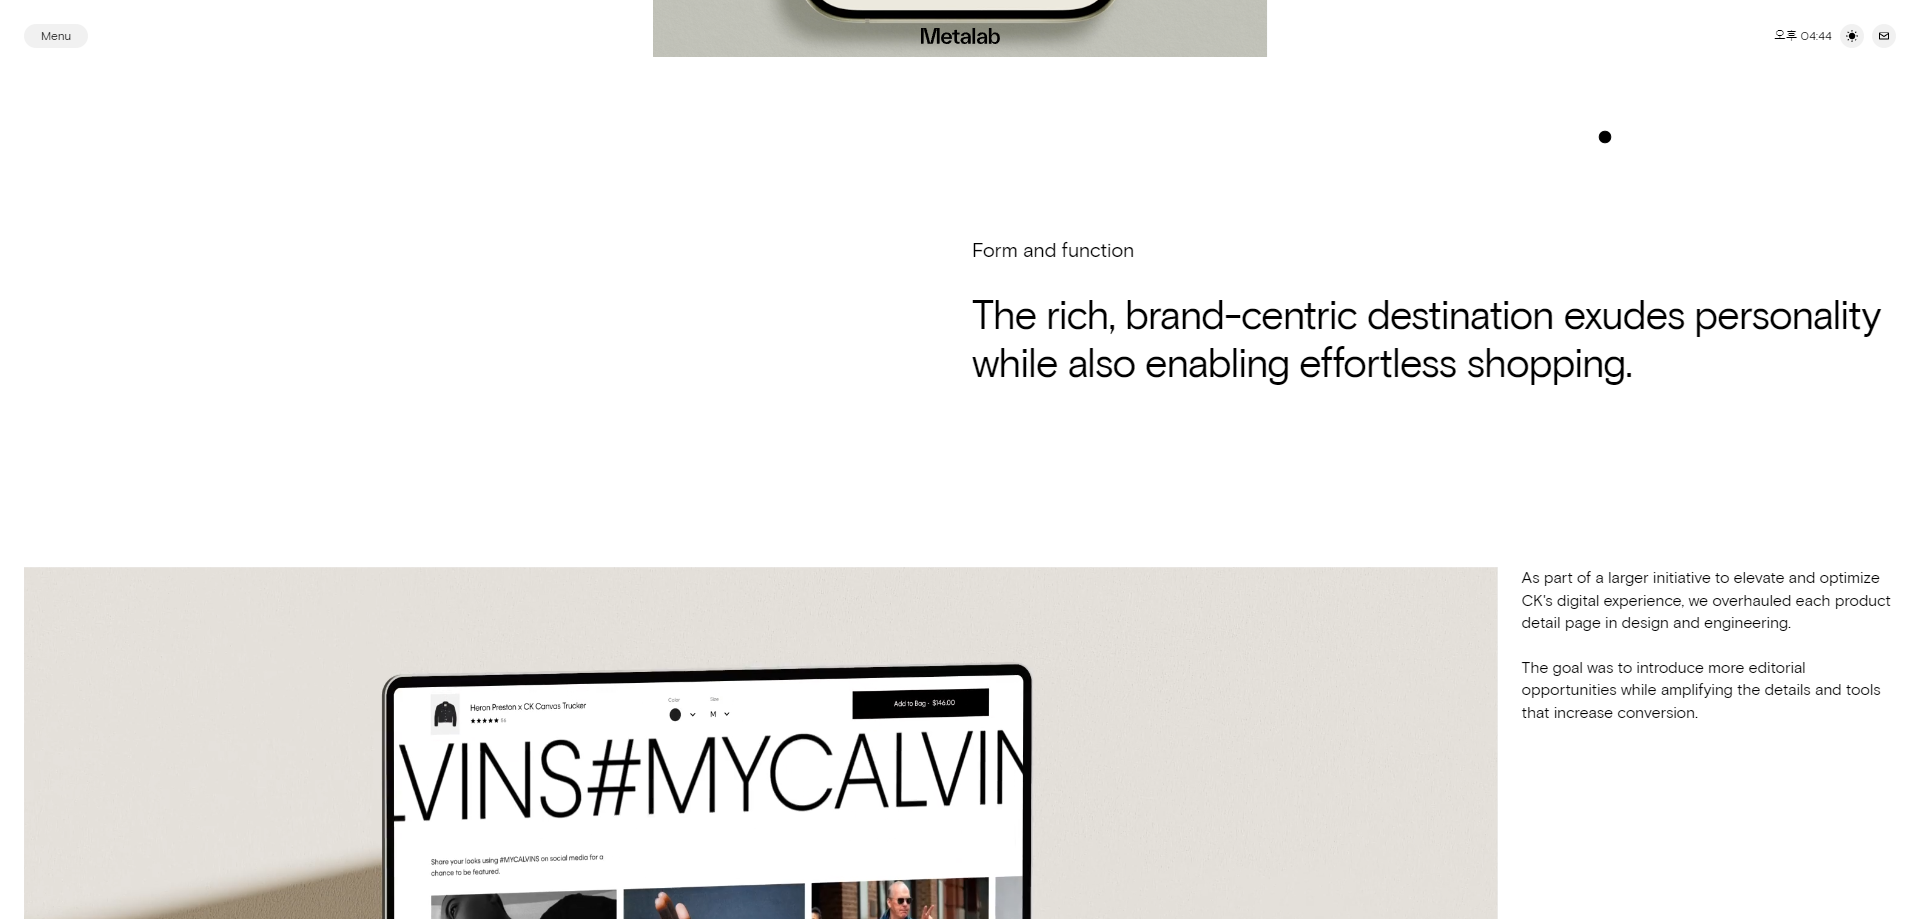 Menu
Metalab
오후 04:44
Form and function
The rich, brand-centric destination exudes personality
while also enabling effortless shopping.
As part of a larger initiative to elevate and optimize
CK's digital experience, we overhauled each product
detail page in design and engineering.
The goal was to introduce more editorial
opportunities while amplifying the details and tools
that increase conversion.
Heron Preston x CK Canvas Trucker
Color
Size
M
Add to Bag - $146.00
LVINS#MYCALVIN
Share your looks using #MYCALVINS on social media for a
chance to be featured.